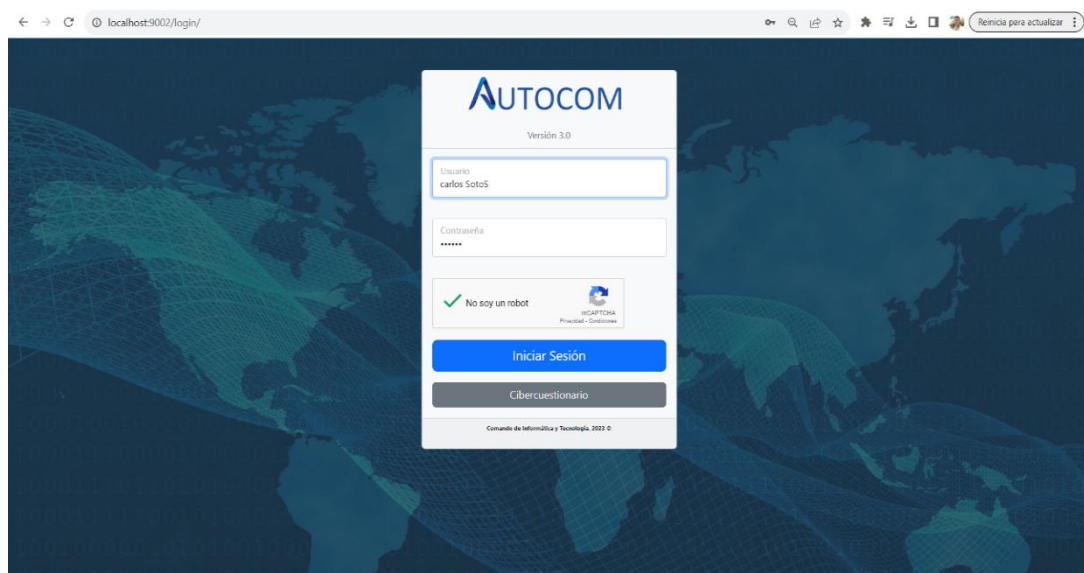 localhost:9002/login/
Reinicia para actualizar
AUTOCOM
Versión 3.0
Usuario
carlos SotoS
Contraseña
••••••
No soy un robot
reCAPTCHA
Privacidad - Condiciones
Iniciar Sesión
Cibercuestionario
Comando de Informática y Tecnología, 2023 ©